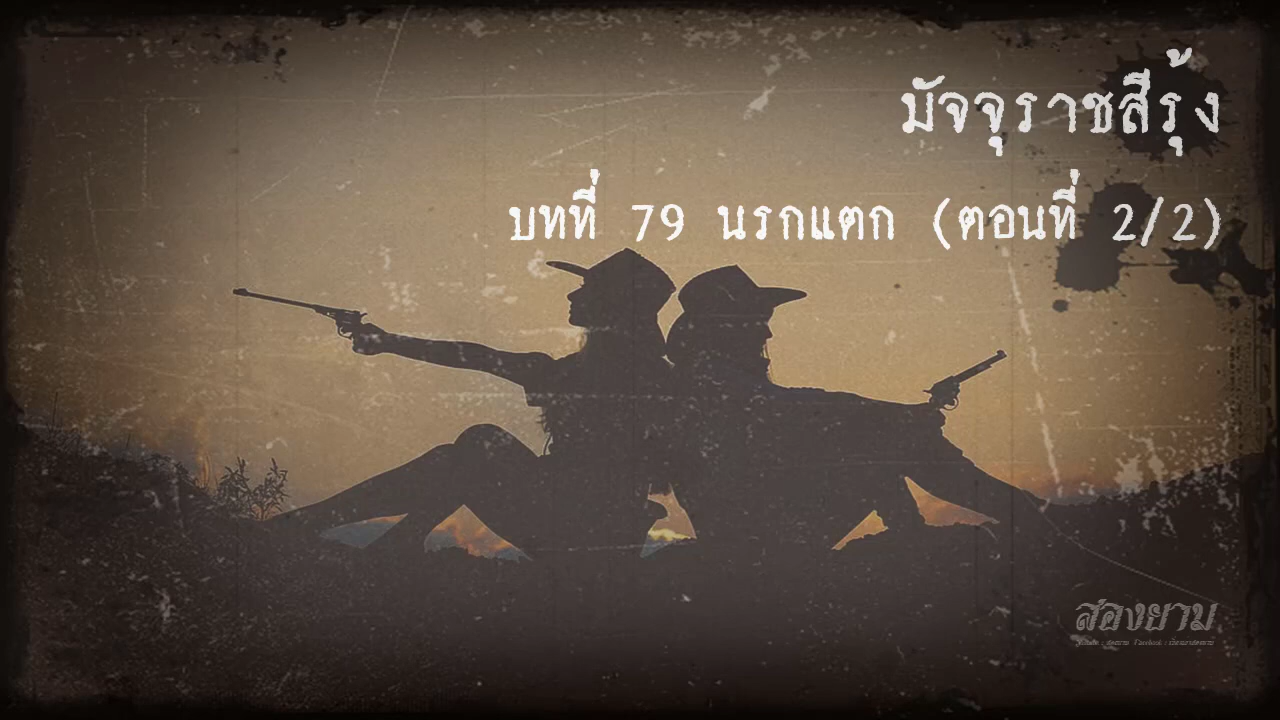 มัจจุราชสีรุ้ง
บทที่ 79 นรกแตก (ตอนที่ 2/2)
สองยาม